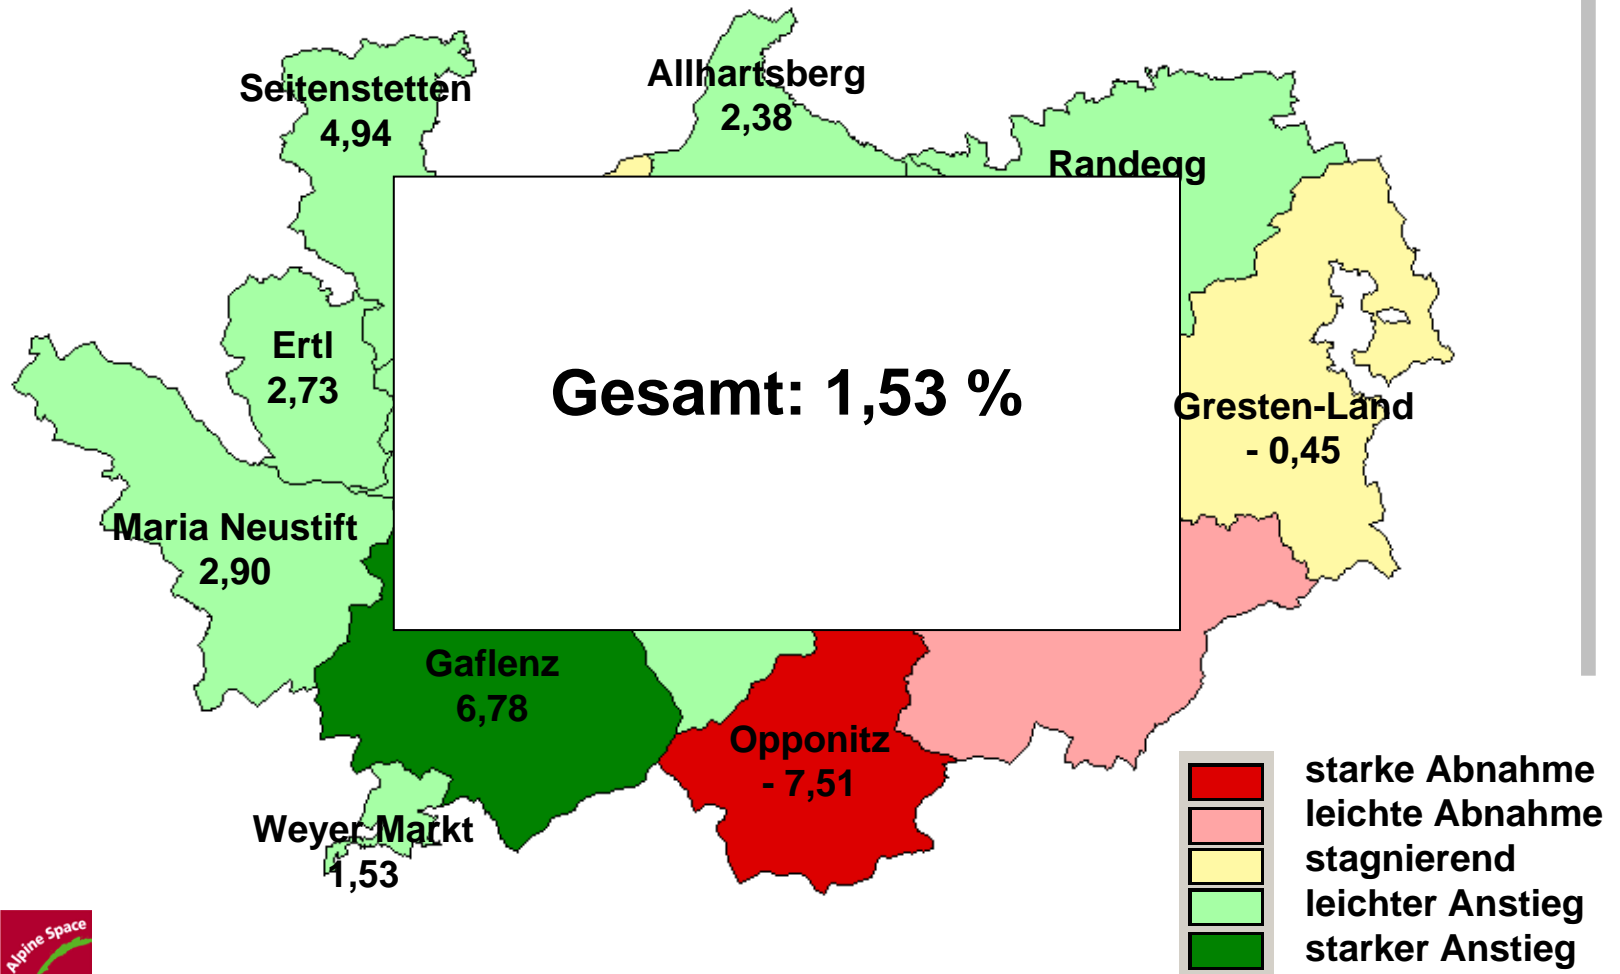 Allhartsberg
2,38
Seitenstetten
4,94
Randegg
Ertl
2,73
Gesamt: 1,53 %
Gresten-Land
- 0,45
Maria Neustift
2,90
Gaflenz
6,78
Opponitz
- 7,51
Weyer Markt
1,53
starke Abnahme
leichte Abnahme
stagnierend
leichter Anstieg
starker Anstieg
Alpine Space